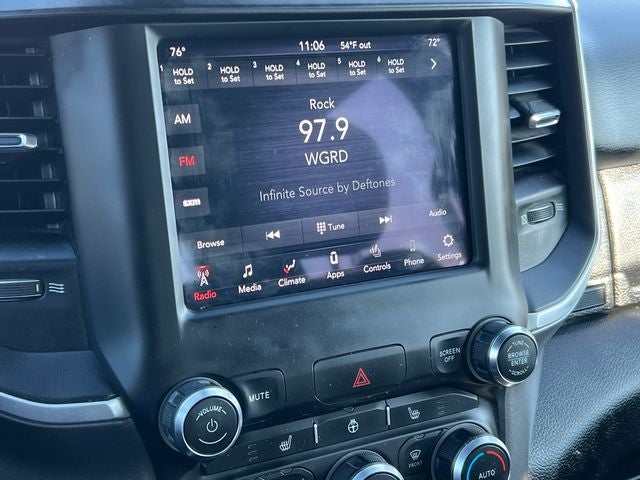 76° 11:06 54°F out 72°
1 HOLD to Set 2 HOLD to Set 3 HOLD to Set 4 HOLD to Set 5 HOLD to Set 6 HOLD to Set
Rock
AM
97.9
FM
WGRD
Infinite Source by Deftones
sxm
Browse Tune Audio
Radio Media Climate Apps Controls Phone Settings
SCREEN OFF
TUNE
BROWSE
ENTER
SCROLL
VOLUME
MUTE
FRONT
AUTO